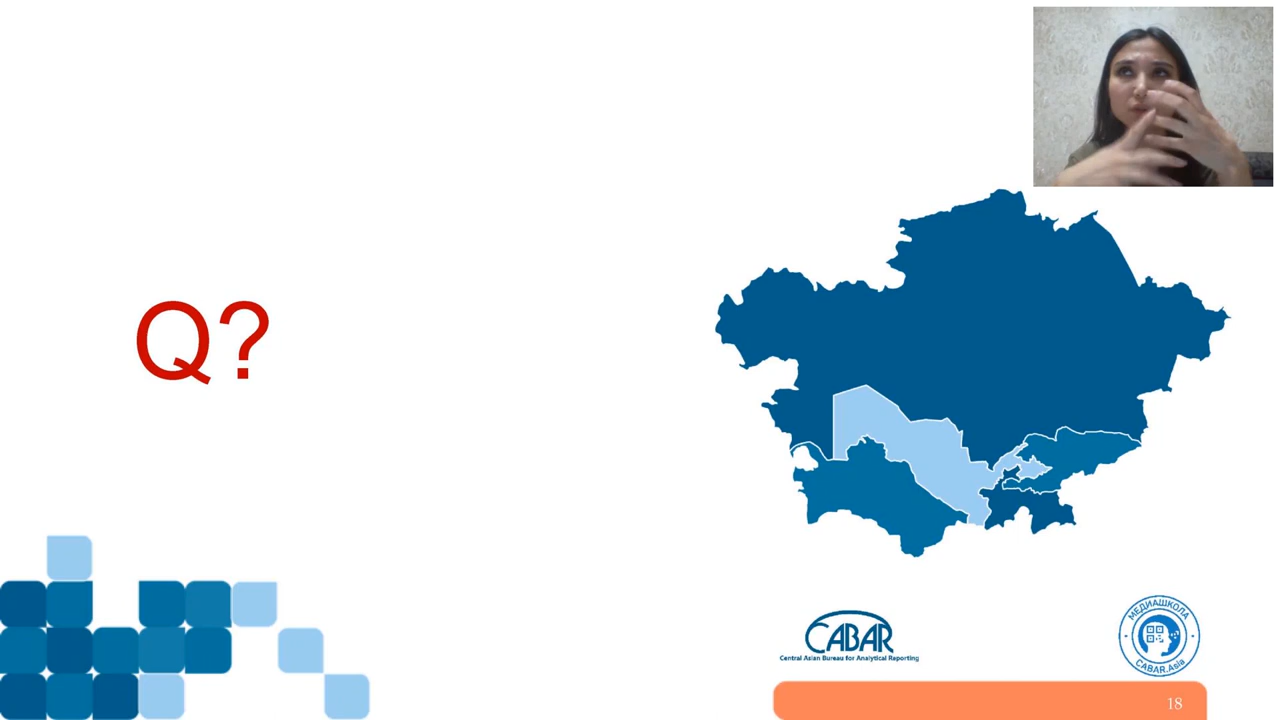 Q?
CABAR
Central Asian Bureau for Analytical Reporting
МЕДИАШКОЛА
CABAR.Asia
18